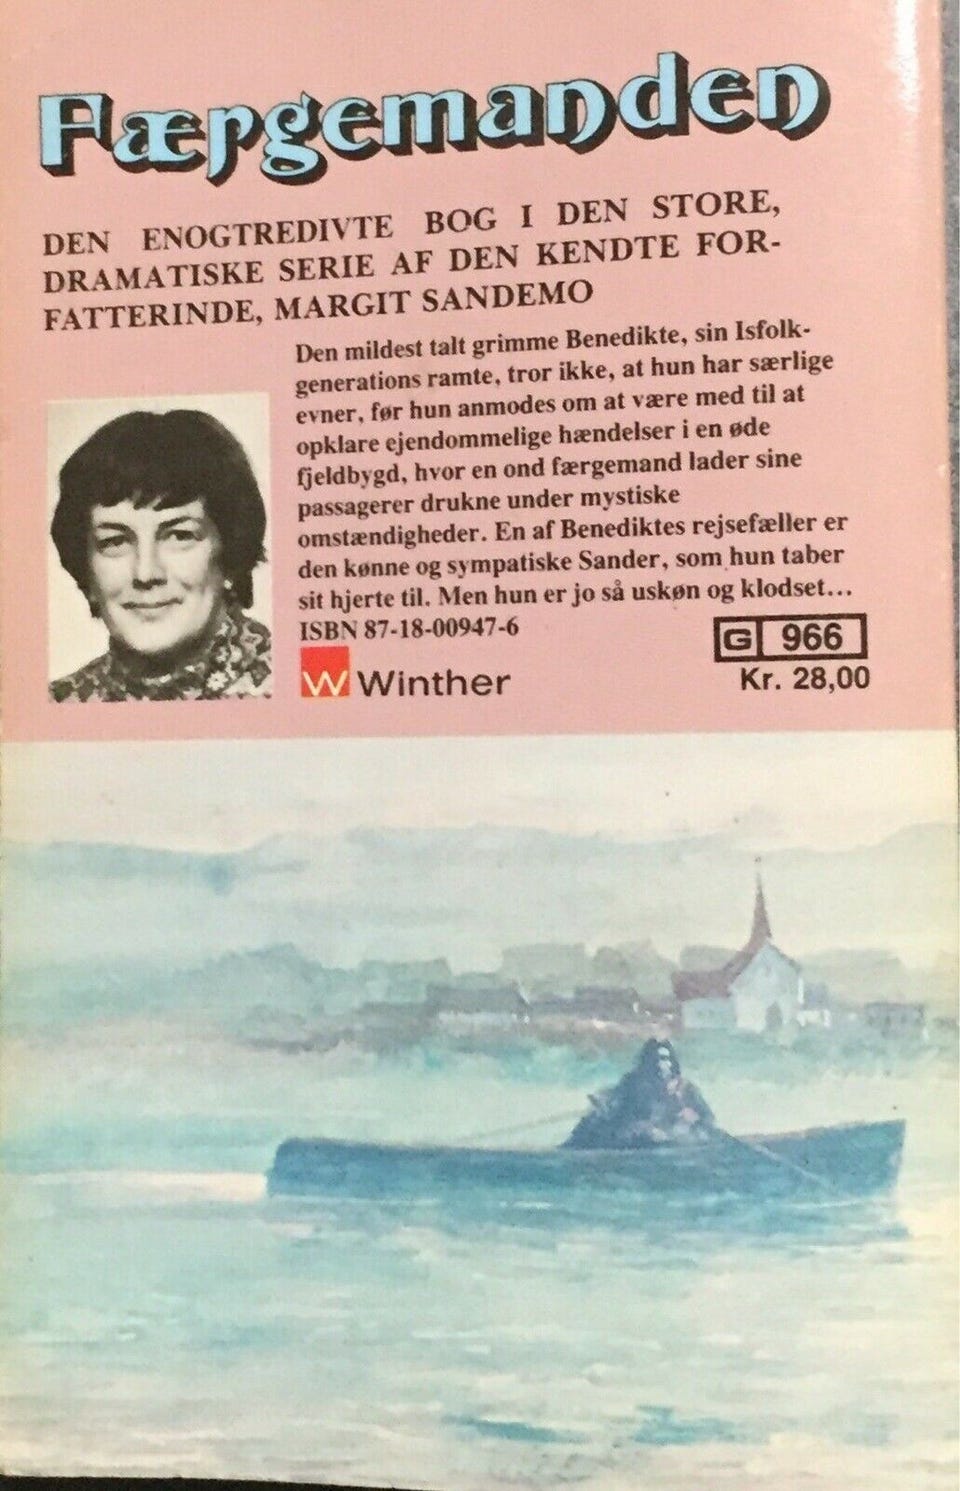 Færgemanden
DEN ENOGTREDIVTE BOG I DEN STORE,
DRAMATISKE SERIE AF DEN KENDTE FOR-
FATTERINDE, MARGIT SANDEMO
Den mildest talt grimme Benedikte, sin Isfolk-
generations ramte, tror ikke, at hun har særlige
evner, før hun anmodes om at være med til at
opklare ejendommelige hændelser i en øde
fjeldbygd, hvor en ond færgemand lader sine
passagerer drukne under mystiske
omstændigheder. En af Benediktes rejsefæller er
den kønne og sympatiske Sander, som hun taber
sit hjerte til. Men hun er jo så uskøn og klodset...
ISBN 87-18-00947-6
G 966
W Winther
Kr. 28,00